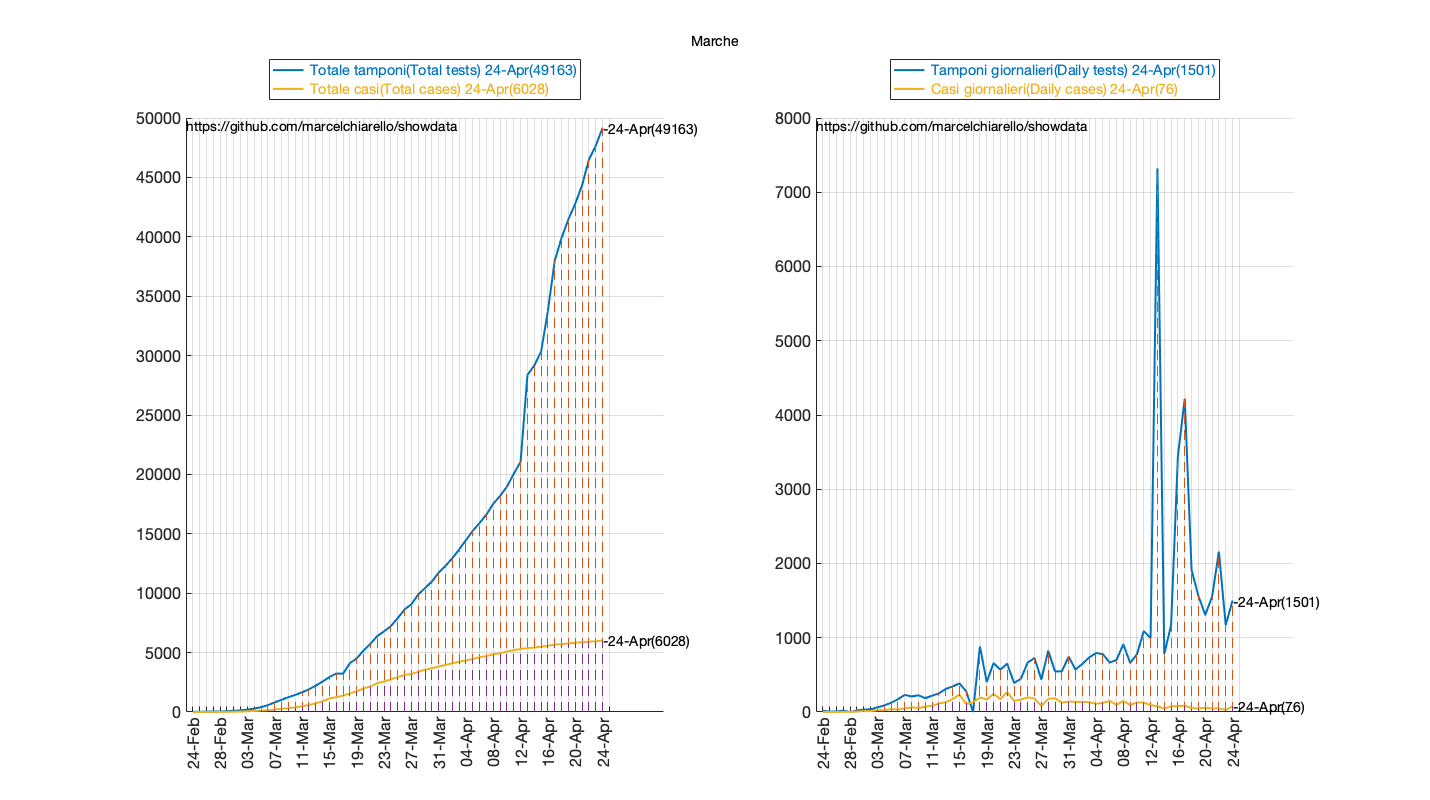 Marche
Totale tamponi(Total tests) 24-Apr(49163)
Totale casi(Total cases) 24-Apr(6028)
https://github.com/marcelchiarello/showdata
24-Apr(49163)
24-Apr(6028)
50000
45000
40000
35000
30000
25000
20000
15000
10000
5000
0
24-Feb
28-Feb
03-Mar
07-Mar
11-Mar
15-Mar
19-Mar
23-Mar
27-Mar
31-Mar
04-Apr
08-Apr
12-Apr
16-Apr
20-Apr
24-Apr
Tamponi giornalieri(Daily tests) 24-Apr(1501)
Casi giornalieri(Daily cases) 24-Apr(76)
https://github.com/marcelchiarello/showdata
24-Apr(1501)
24-Apr(76)
8000
7000
6000
5000
4000
3000
2000
1000
0
24-Feb
28-Feb
03-Mar
07-Mar
11-Mar
15-Mar
19-Mar
23-Mar
27-Mar
31-Mar
04-Apr
08-Apr
12-Apr
16-Apr
20-Apr
24-Apr